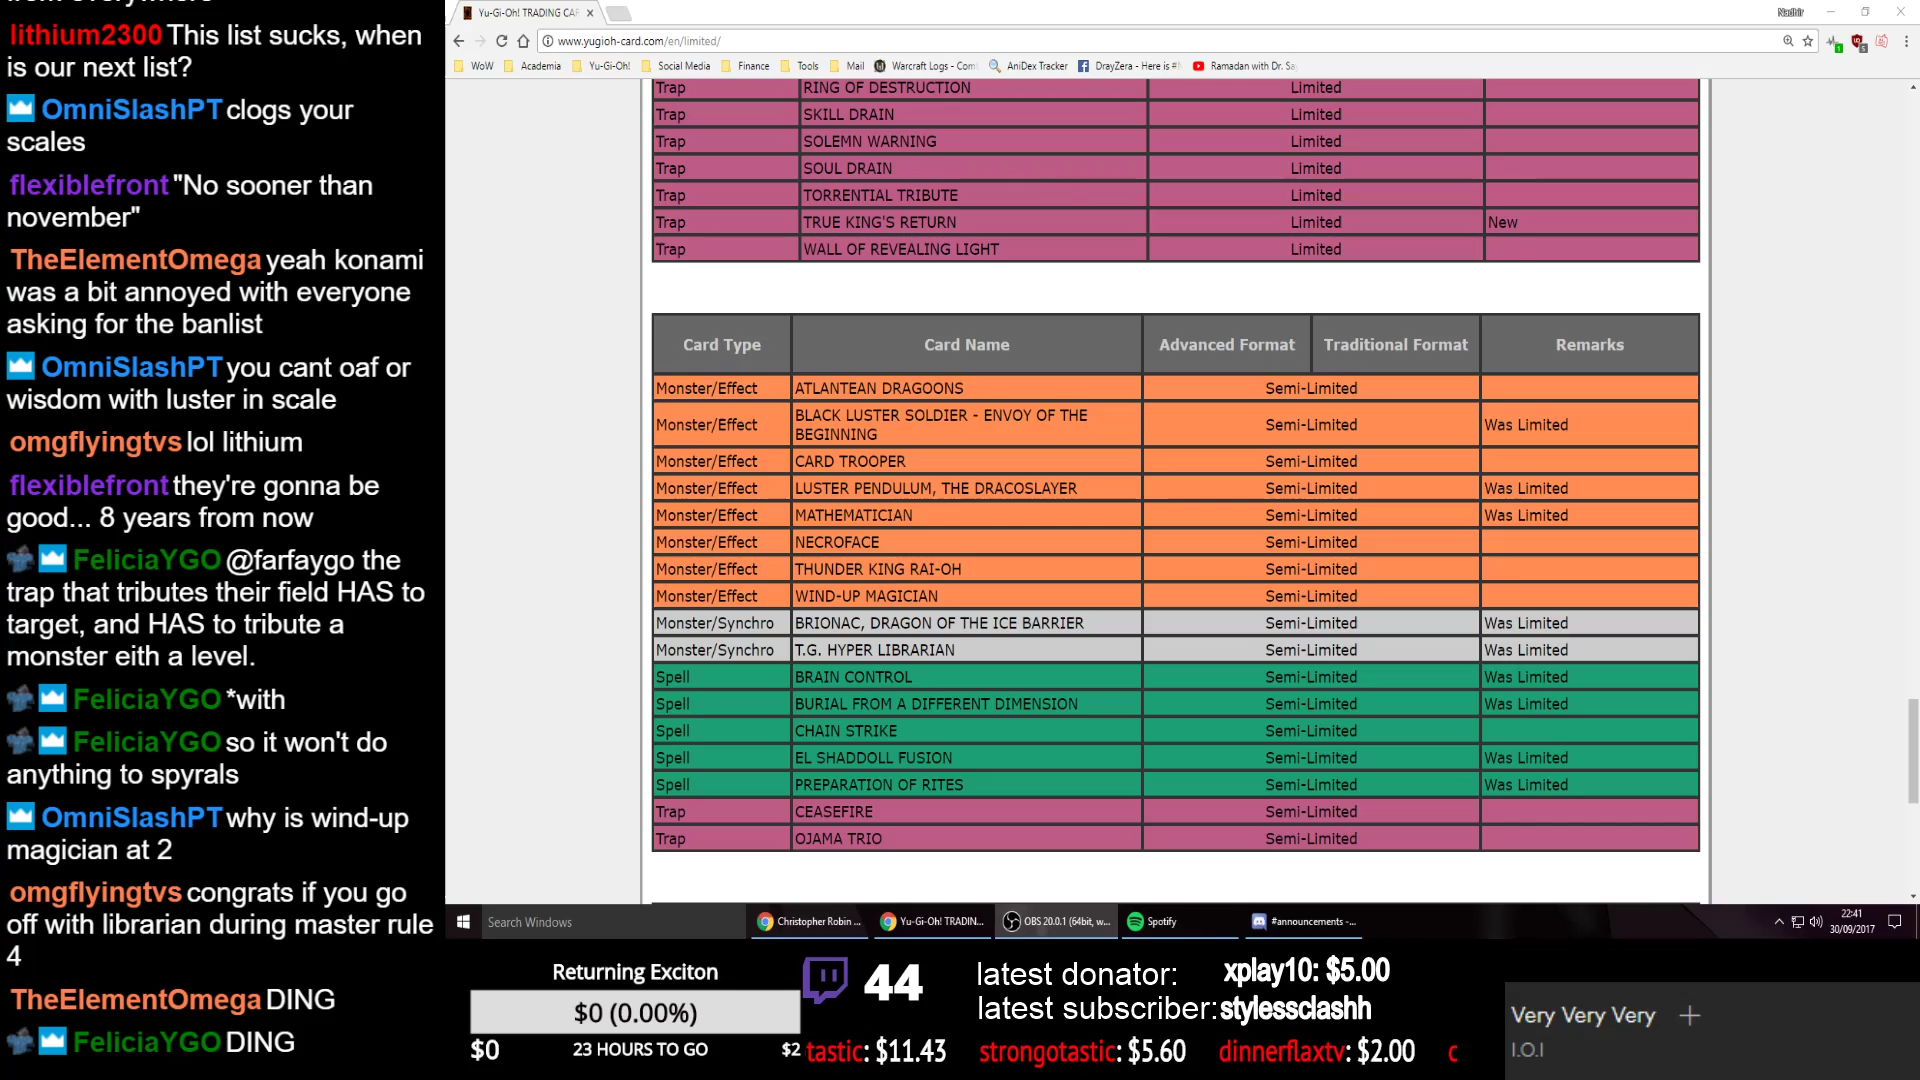 lithium2300 This list sucks, when
is our next list?
OmniSlashPT clogs your
scales
flexiblefront "No sooner than
november"
TheElementOmega yeah konami
was a bit annoyed with everyone
asking for the banlist
OmniSlashPT you cant oaf or
wisdom with luster in scale
omgflyingtvs lol lithium
flexiblefront they're gonna be
good... 8 years from now
FeliciaYGO @farfaygo the
trap that tributes their field HAS to
target, and HAS to tribute a
monster eith a level.
FeliciaYGO *with
FeliciaYGO so it won't do
anything to spyrals
OmniSlashPT why is wind-up
magician at 2
omgflyingtvs congrats if you go
off with librarian during master rule
4
TheElementOmega DING
FeliciaYGO DING
Yu-Gi-Oh! TRADING CAR
Nadhir
www.yugioh-card.com/en/limited/
WoW Academia Yu-Gi-Oh! Social Media Finance Tools Mail Warcraft Logs - Com AniDex Tracker DrayZera - Here is #N Ramadan with Dr. Sa
Trap RING OF DESTRUCTION Limited
Trap SKILL DRAIN Limited
Trap SOLEMN WARNING Limited
Trap SOUL DRAIN Limited
Trap TORRENTIAL TRIBUTE Limited
Trap TRUE KING'S RETURN Limited New
Trap WALL OF REVEALING LIGHT Limited
Card Type Card Name Advanced Format Traditional Format Remarks
Monster/Effect ATLANTEAN DRAGOONS Semi-Limited
Monster/Effect BLACK LUSTER SOLDIER - ENVOY OF THE
BEGINNING Semi-Limited Was Limited
Monster/Effect CARD TROOPER Semi-Limited
Monster/Effect LUSTER PENDULUM, THE DRACOSLAYER Semi-Limited Was Limited
Monster/Effect MATHEMATICIAN Semi-Limited Was Limited
Monster/Effect NECROFACE Semi-Limited
Monster/Effect THUNDER KING RAI-OH Semi-Limited
Monster/Effect WIND-UP MAGICIAN Semi-Limited
Monster/Synchro BRIONAC, DRAGON OF THE ICE BARRIER Semi-Limited Was Limited
Monster/Synchro T.G. HYPER LIBRARIAN Semi-Limited Was Limited
Spell BRAIN CONTROL Semi-Limited Was Limited
Spell BURIAL FROM A DIFFERENT DIMENSION Semi-Limited Was Limited
Spell CHAIN STRIKE Semi-Limited
Spell EL SHADDOLL FUSION Semi-Limited Was Limited
Spell PREPARATION OF RITES Semi-Limited Was Limited
Trap CEASEFIRE Semi-Limited
Trap OJAMA TRIO Semi-Limited
Search Windows Christopher Robin ... Yu-Gi-Oh! TRADIN... OBS 20.0.1 (64bit, w... Spotify #announcements -... 22:41
30/09/2017
Returning Exciton
$0 (0.00%)
$0 23 HOURS TO GO $2
44
latest donator: xplay10: $5.00
latest subscriber: stylessclashh
tastic: $11.43 strongotastic: $5.60 dinnerflaxtv: $2.00 c
Very Very Very
I.O.I